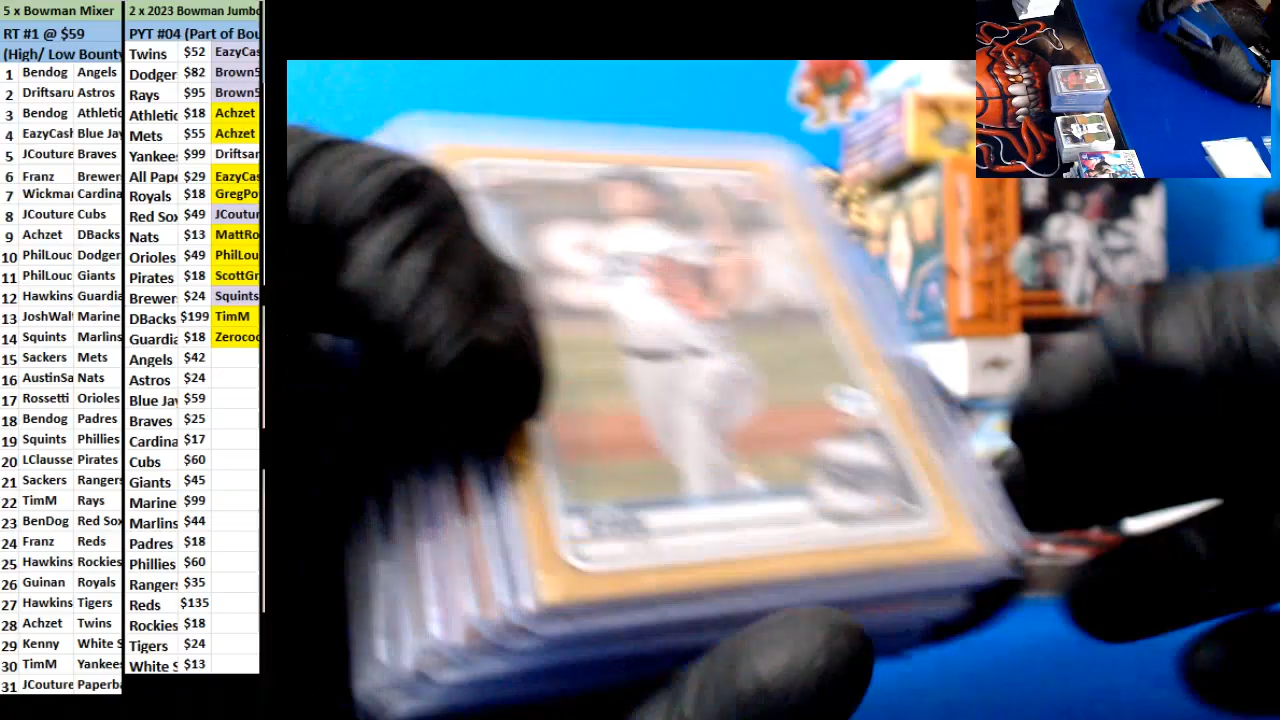 5 x Bowman Mixer
RT #1 @ $59
(High/ Low Bounty
1 Bendog Angels
2 Driftsaru Astros
3 Bendog Athletic
4 EazyCash Blue Jay
5 JCouture Braves
6 Franz Brewer
7 Wickma Cardina
8 JCouture Cubs
9 Achzet DBacks
10 PhilLouc Dodger
11 PhilLouc Giants
12 Hawkins Guardia
13 JoshWal Marine
14 Squints Marlins
15 Sackers Mets
16 AustinSa Nats
17 Rossetti Orioles
18 Bendog Padres
19 Squints Phillies
20 LClausse Pirates
21 Sackers Rangers
22 TimM Rays
23 BenDog Red Sox
24 Franz Reds
25 Hawkins Rockies
26 Guinan Royals
27 Hawkins Tigers
28 Achzet Twins
29 Kenny White S
30 TimM Yankee
31 JCouture Paperb
2 x 2023 Bowman Jumbo
PYT #04 (Part of Bou
Twins $52 EazyCas
Dodger $82 Brown5
Rays $95 Brown5
Athletic $18 Achzet
Mets $55 Achzet
Yankee $99 Driftsar
All Pape $29 EazyCas
Royals $18 GregPo
Red Sox $49 JCoutur
Nats $13 MattRo
Orioles $49 PhilLou
Pirates $18 ScottGr
Brewer $24 Squints
DBacks $199 TimM
Guardia $18 Zerocoo
Angels $42
Astros $24
Blue Jay $59
Braves $25
Cardina $17
Cubs $60
Giants $45
Marine $99
Marlins $44
Padres $18
Phillies $60
Rangers $35
Reds $135
Rockies $18
Tigers $24
White S $13